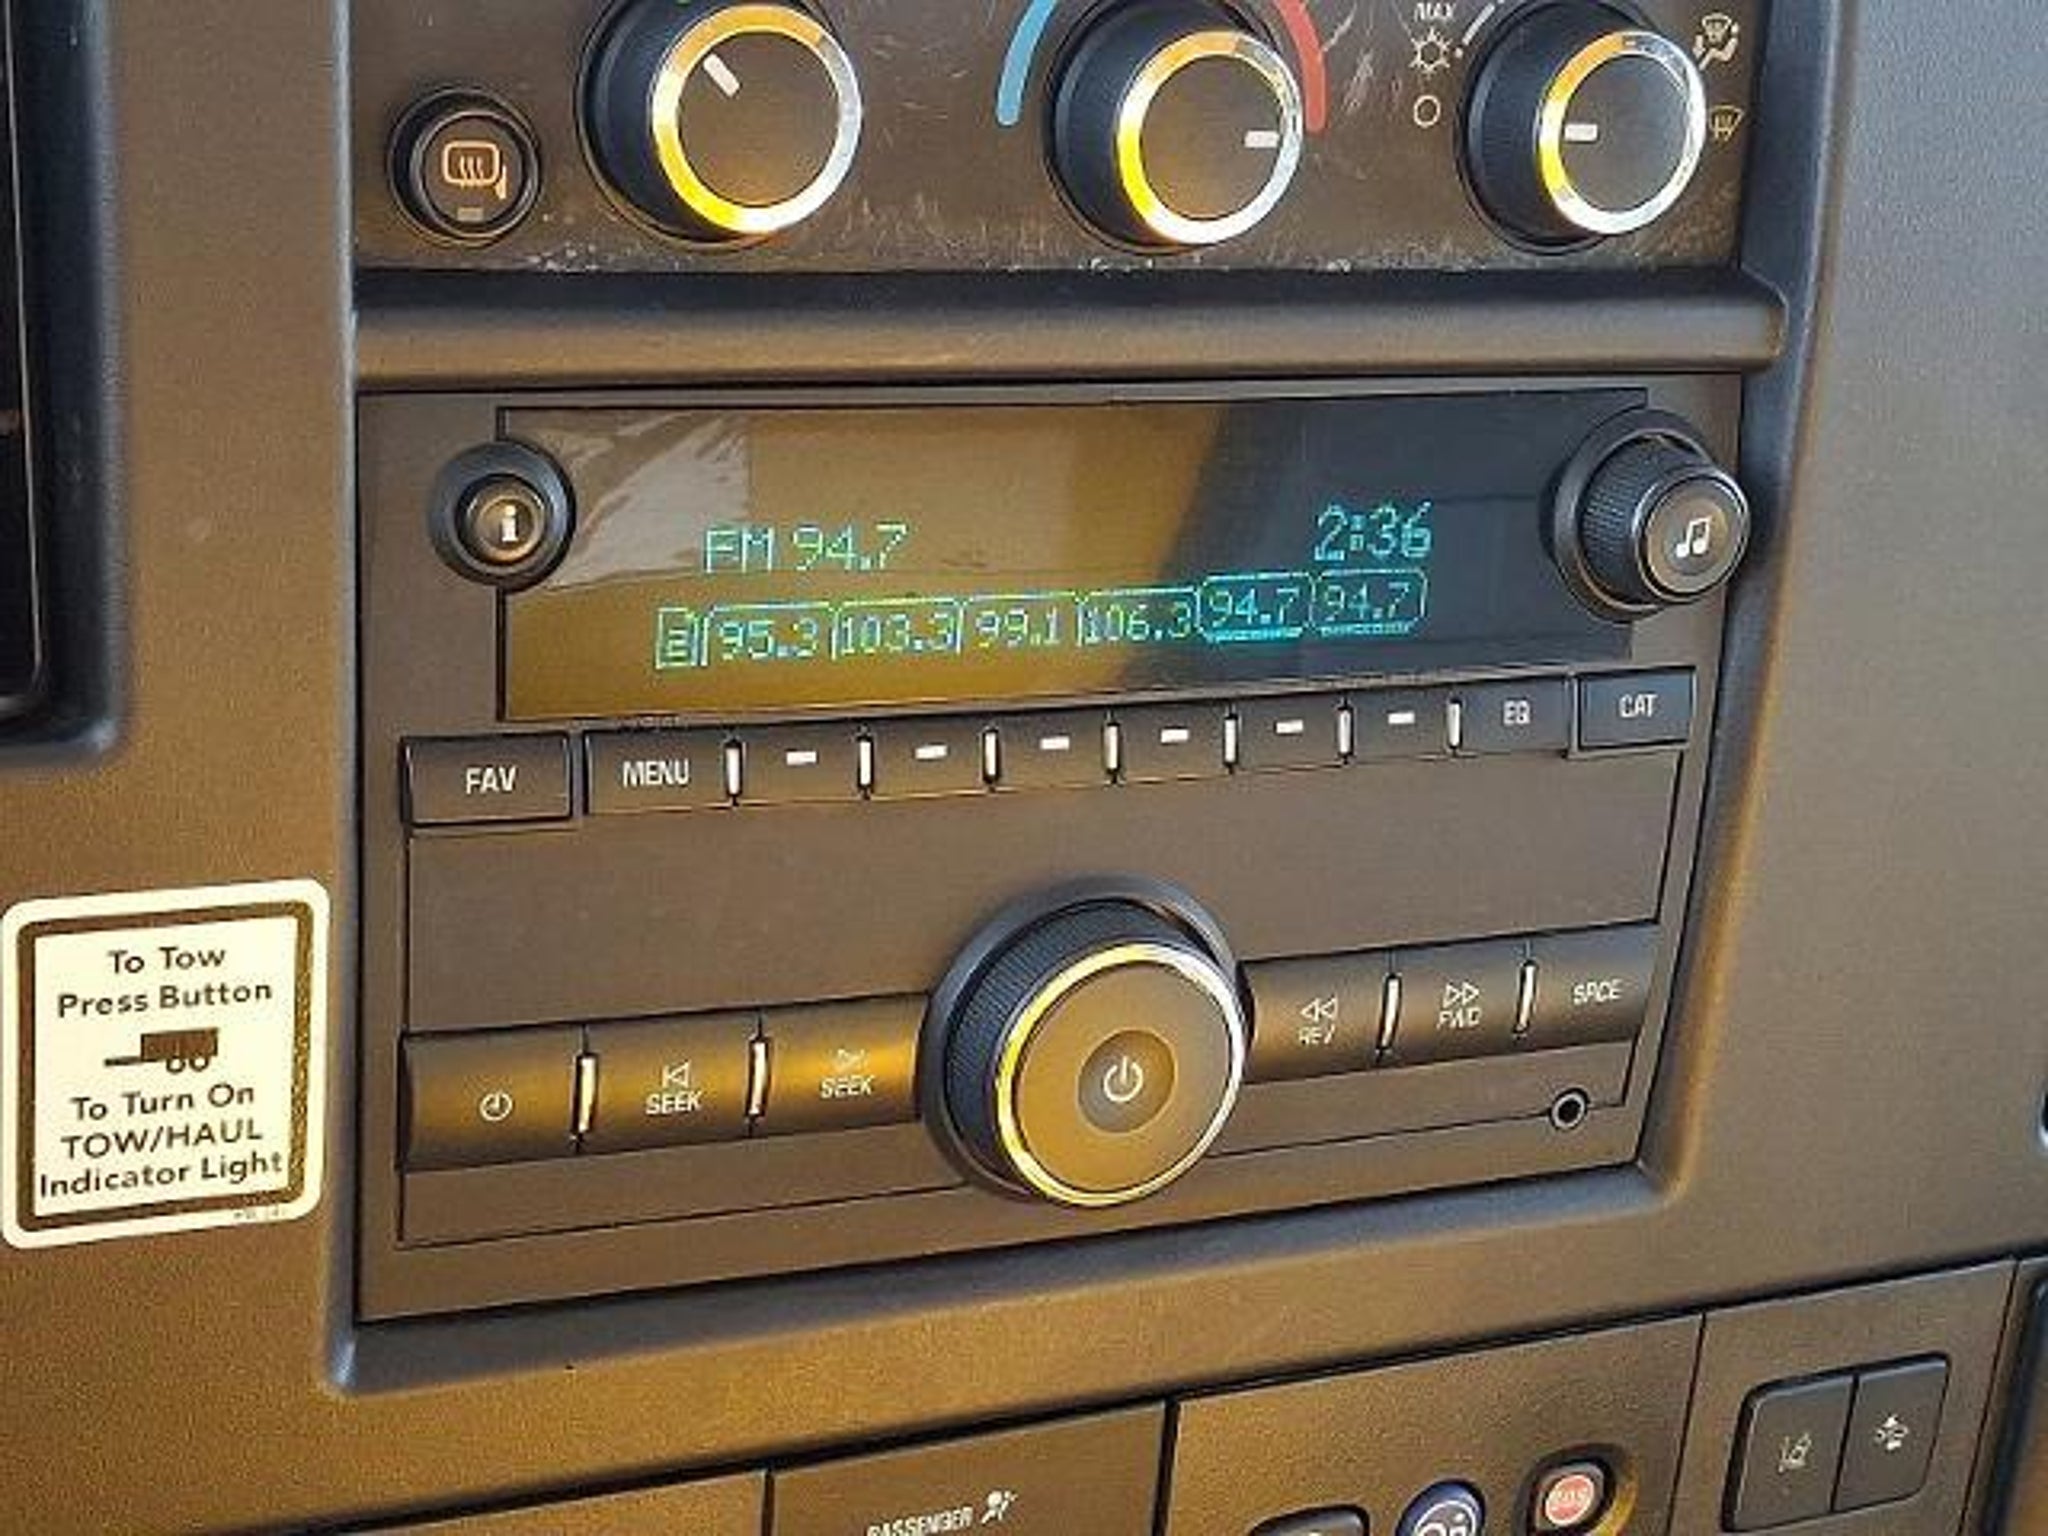 MAX
i
FM 94.7
2:36
95.3 103.3 99.1 106.3 94.7 94.7
FAV
MENU
EQ
CAT
To Tow
Press Button
To Turn On
TOW/HAUL
Indicator Light
SEEK
SEEK
REV
FWD
PASSENGER
SOS